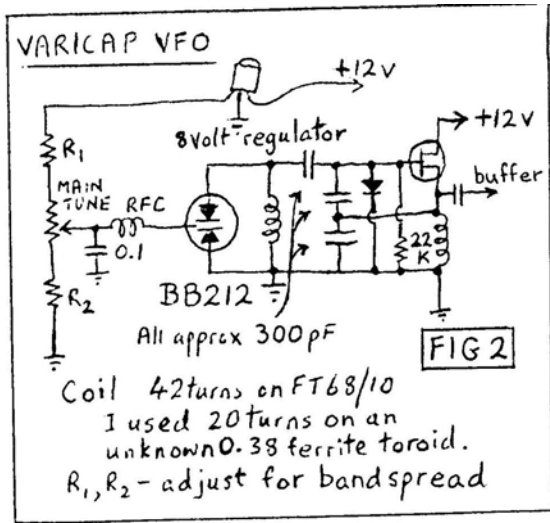 VARICAP VFO
+12v
8volt regulator
+12v
R1
MAIN
TUNE
RFC
buffer
0.1
22
K
R2
BB212
All approx 300pF
FIG 2
Coil 42turns on FT68/10
I used 20 turns on an
unknown 0.38 ferrite toroid.
R1, R2 - adjust for bandspread